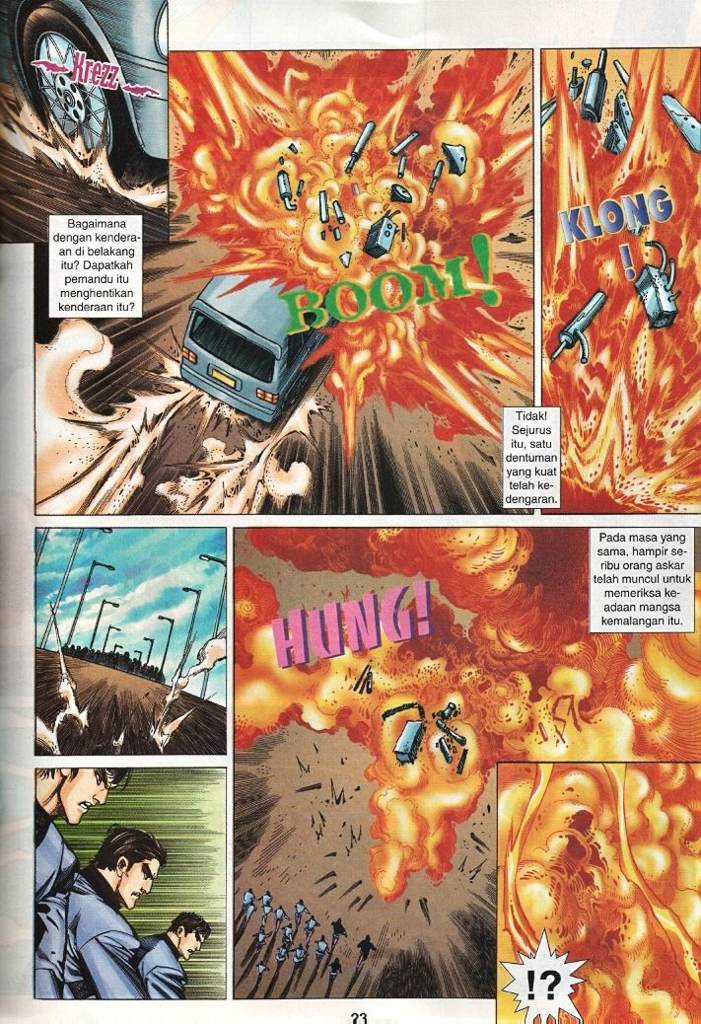 Krezz
Bagaimana
dengan kendera-
an di belakang
itu? Dapatkah
pemandu itu
menghentikan
kenderaan itu?
BOOM!
KLONG
!
Tidak!
Sejurus
itu, satu
dentuman
yang kuat
telah ke-
dengaran.
Pada masa yang
sama, hampir se-
ribu orang askar
telah muncul untuk
memeriksa ke-
adaan mangsa
kemalangan itu.
HUNG!
!?
23